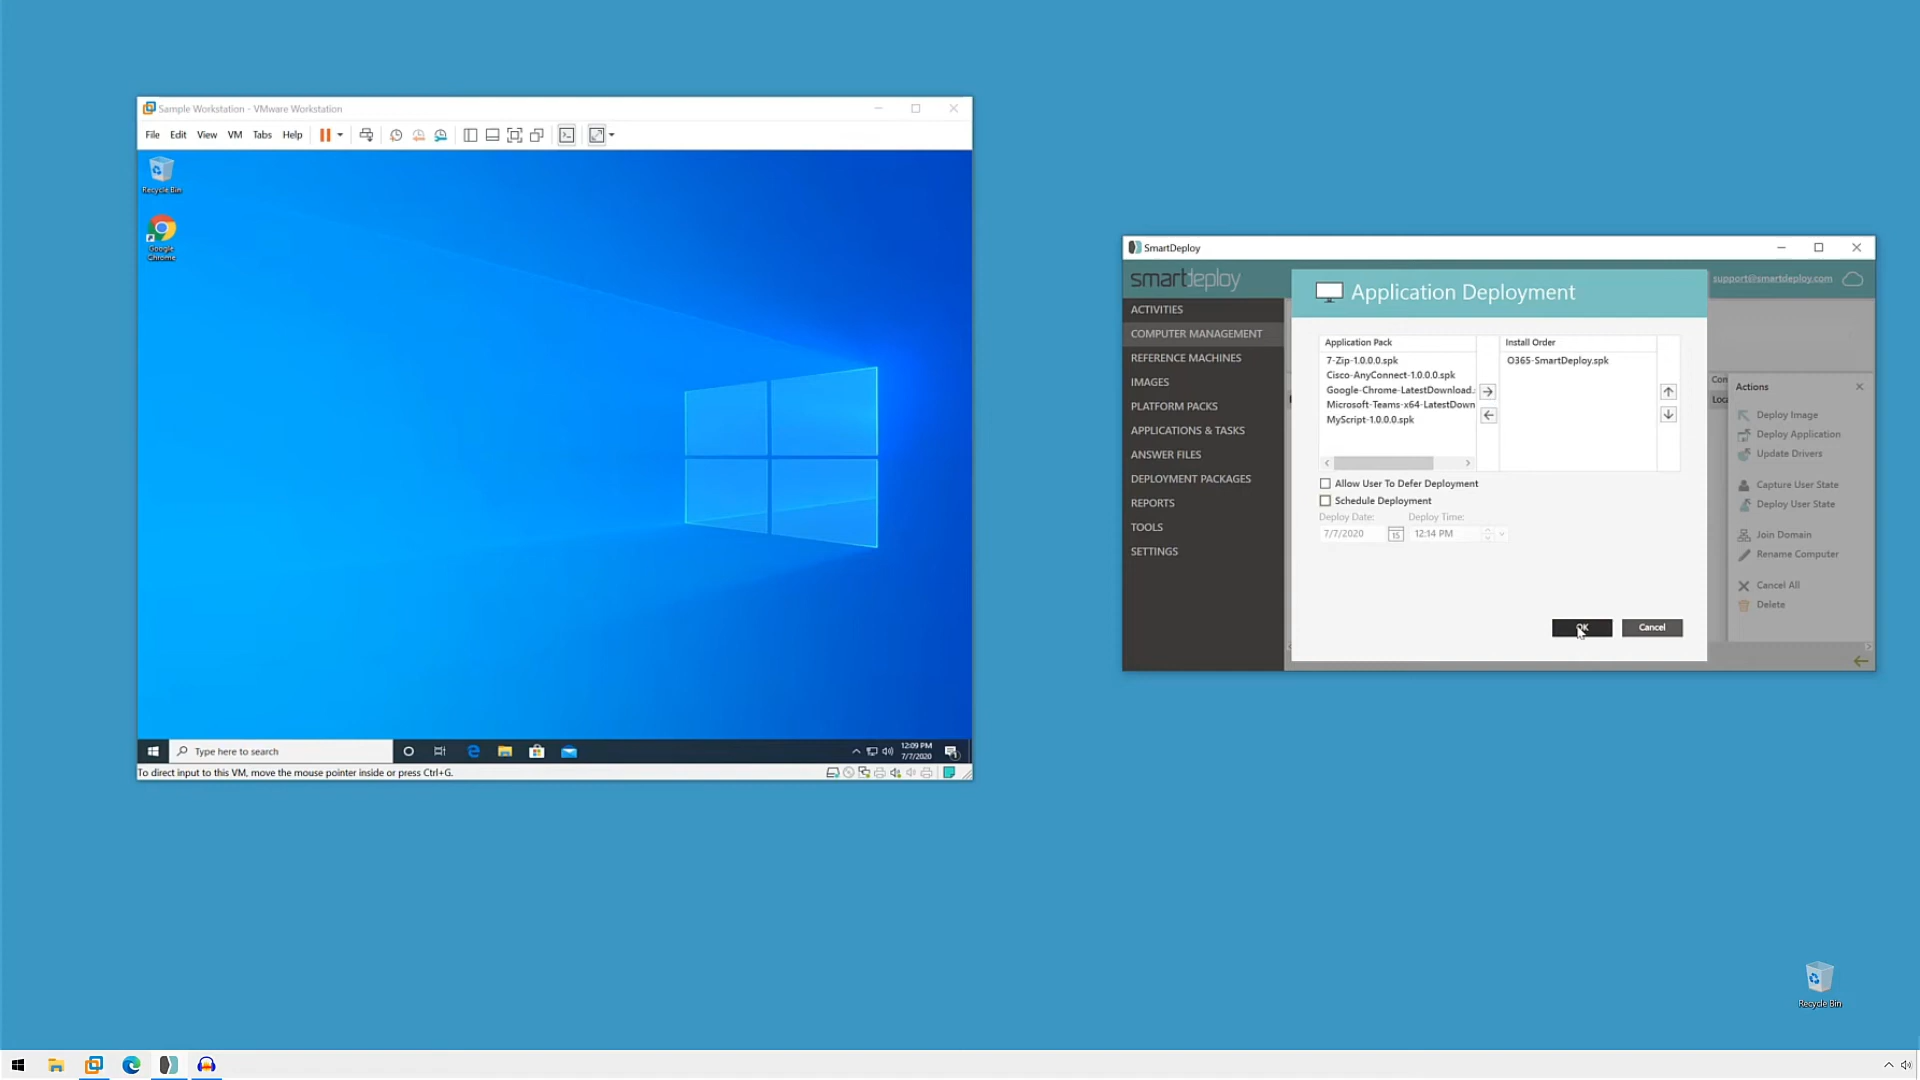 Sample Workstation - VMware Workstation
File Edit View VM Tabs Help
Recycle Bin
Google
Chrome
Type here to search
12:09 PM
7/7/2020
To direct input to this VM, move the mouse pointer inside or press Ctrl+G.
SmartDeploy
smartdeploy
support@smartdeploy.com
ACTIVITIES
COMPUTER MANAGEMENT
REFERENCE MACHINES
IMAGES
PLATFORM PACKS
APPLICATIONS & TASKS
ANSWER FILES
DEPLOYMENT PACKAGES
REPORTS
TOOLS
SETTINGS
Application Deployment
Application Pack
7-Zip-1.0.0.0.spk
Cisco-AnyConnect-1.0.0.0.spk
Google-Chrome-LatestDownload.
Microsoft-Teams-x64-LatestDown
MyScript-1.0.0.0.spk
Install Order
O365-SmartDeploy.spk
Allow User To Defer Deployment
Schedule Deployment
Deploy Date: Deploy Time:
7/7/2020 15 12:14 PM
OK Cancel
Con
Loca
Actions
Deploy Image
Deploy Application
Update Drivers
Capture User State
Deploy User State
Join Domain
Rename Computer
Cancel All
Delete
Recycle Bin